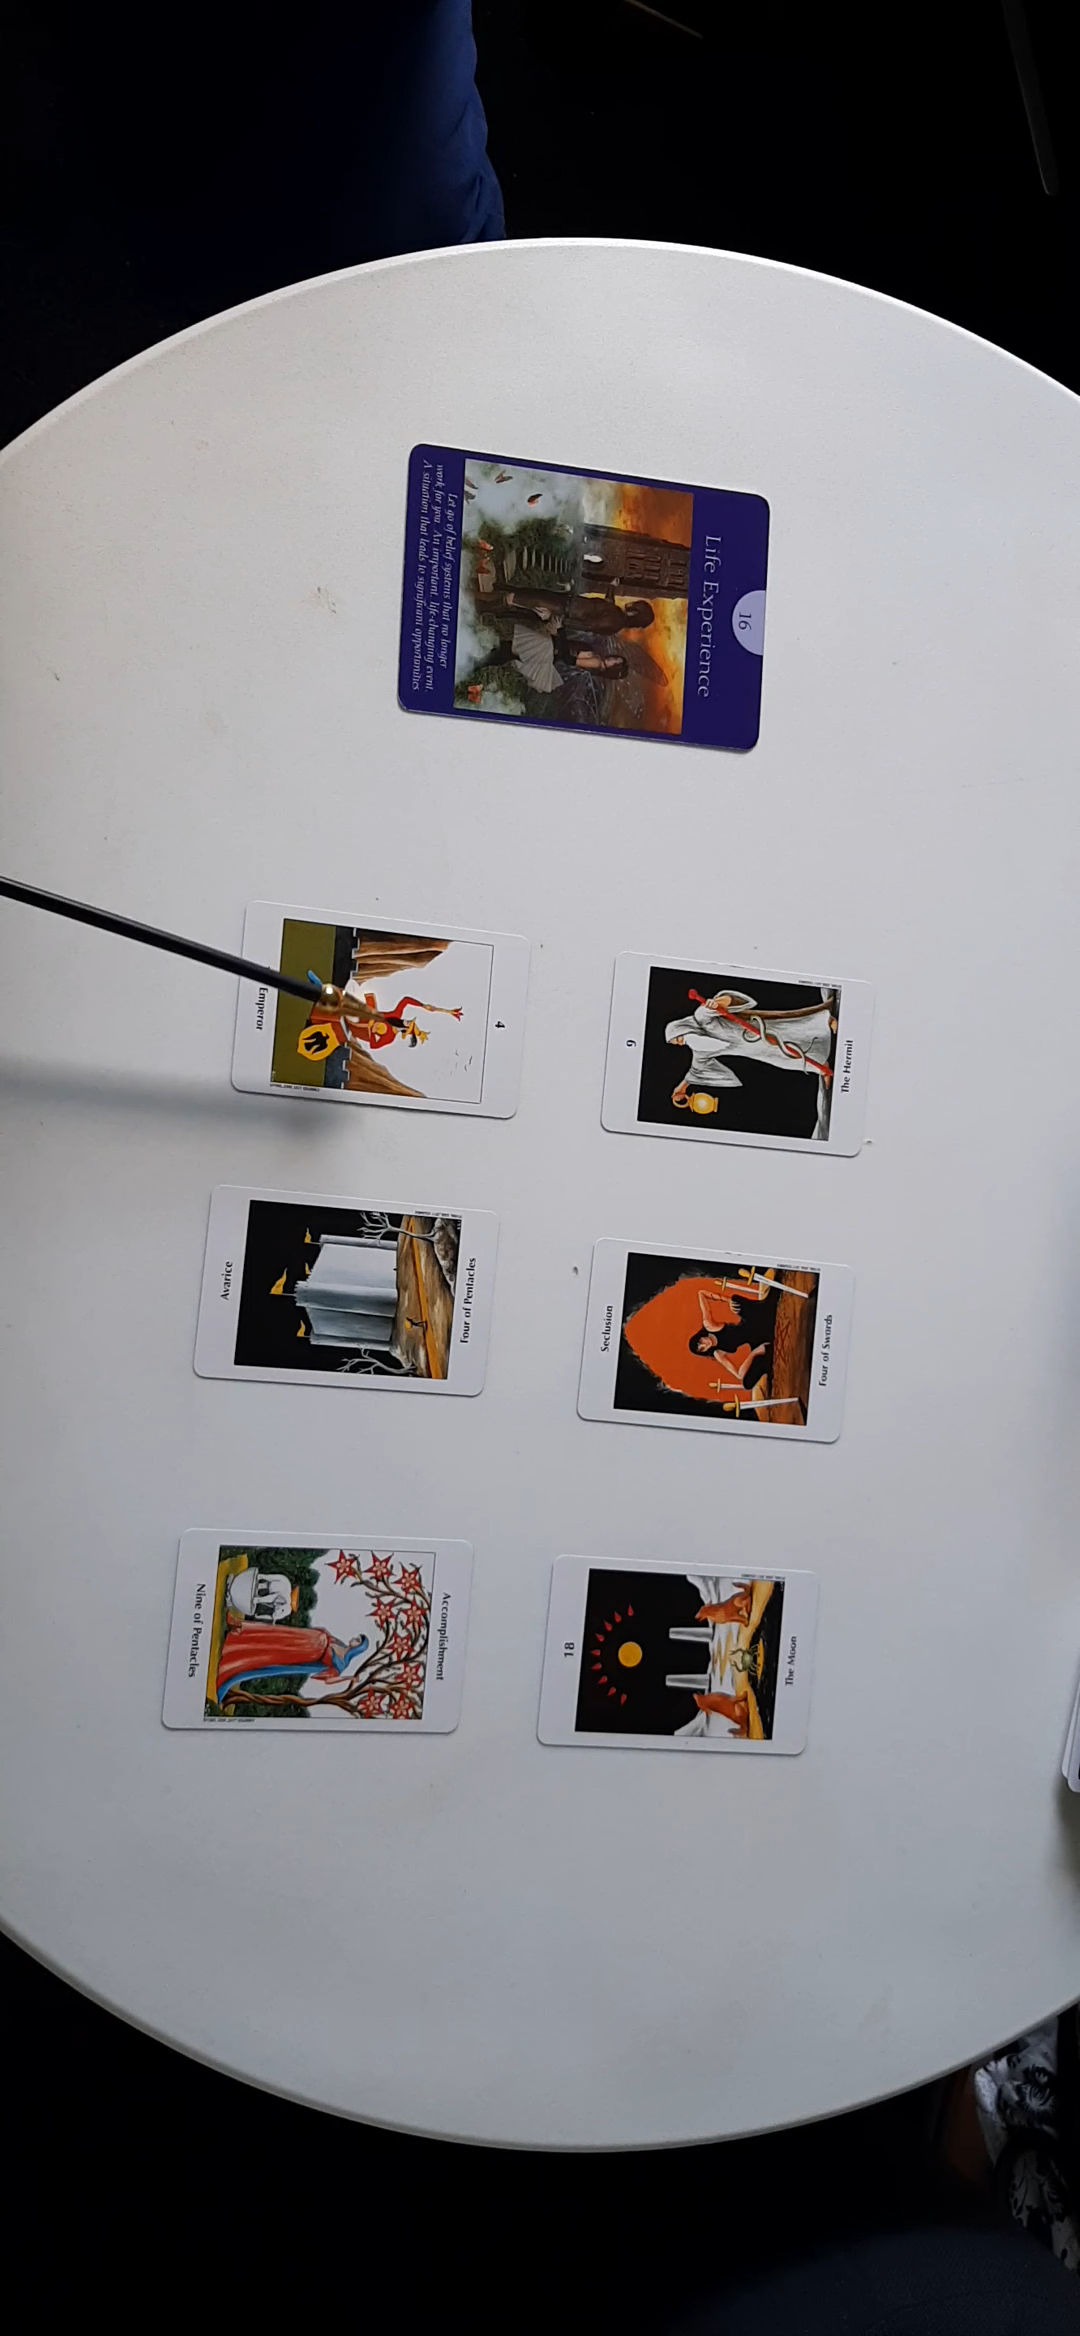 16
Life Experience
Let go of belief systems that no longer
work for you. An important, life-changing event.
A situation that leads to significant opportunities.
4
Emperor
9
The Hermit
Avarice
Four of Pentacles
Seclusion
Four of Swords
Accomplishment
Nine of Pentacles
18
The Moon